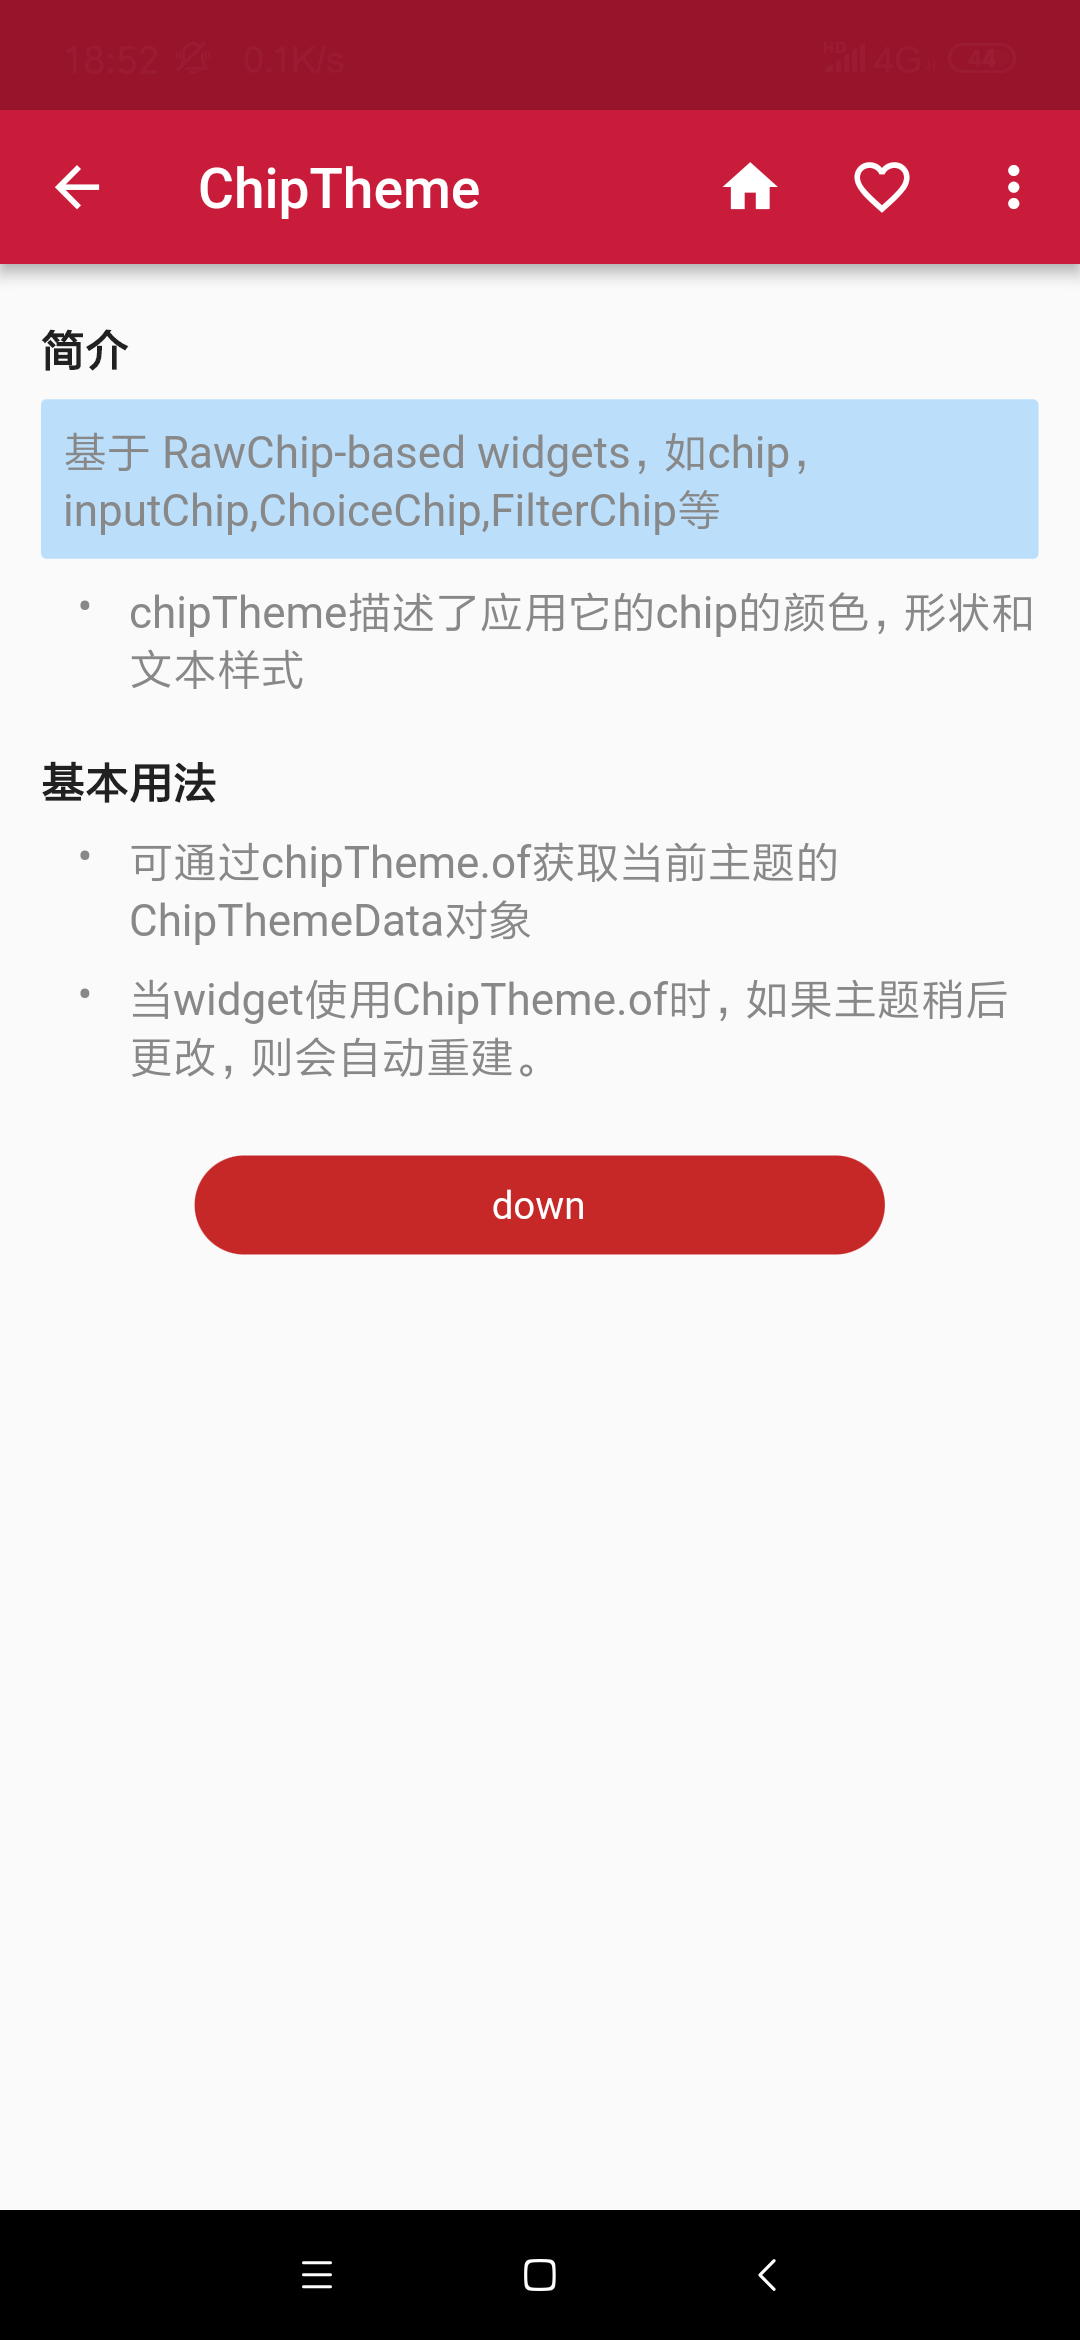 18:52 0.1K/s HD 4G 44
ChipTheme
简介
基于 RawChip-based widgets，如chip，
inputChip,ChoiceChip,FilterChip等
• chipTheme描述了应用它的chip的颜色，形状和
文本样式
基本用法
• 可通过chipTheme.of获取当前主题的
ChipThemeData对象
• 当widget使用ChipTheme.of时，如果主题稍后
更改，则会自动重建。
down